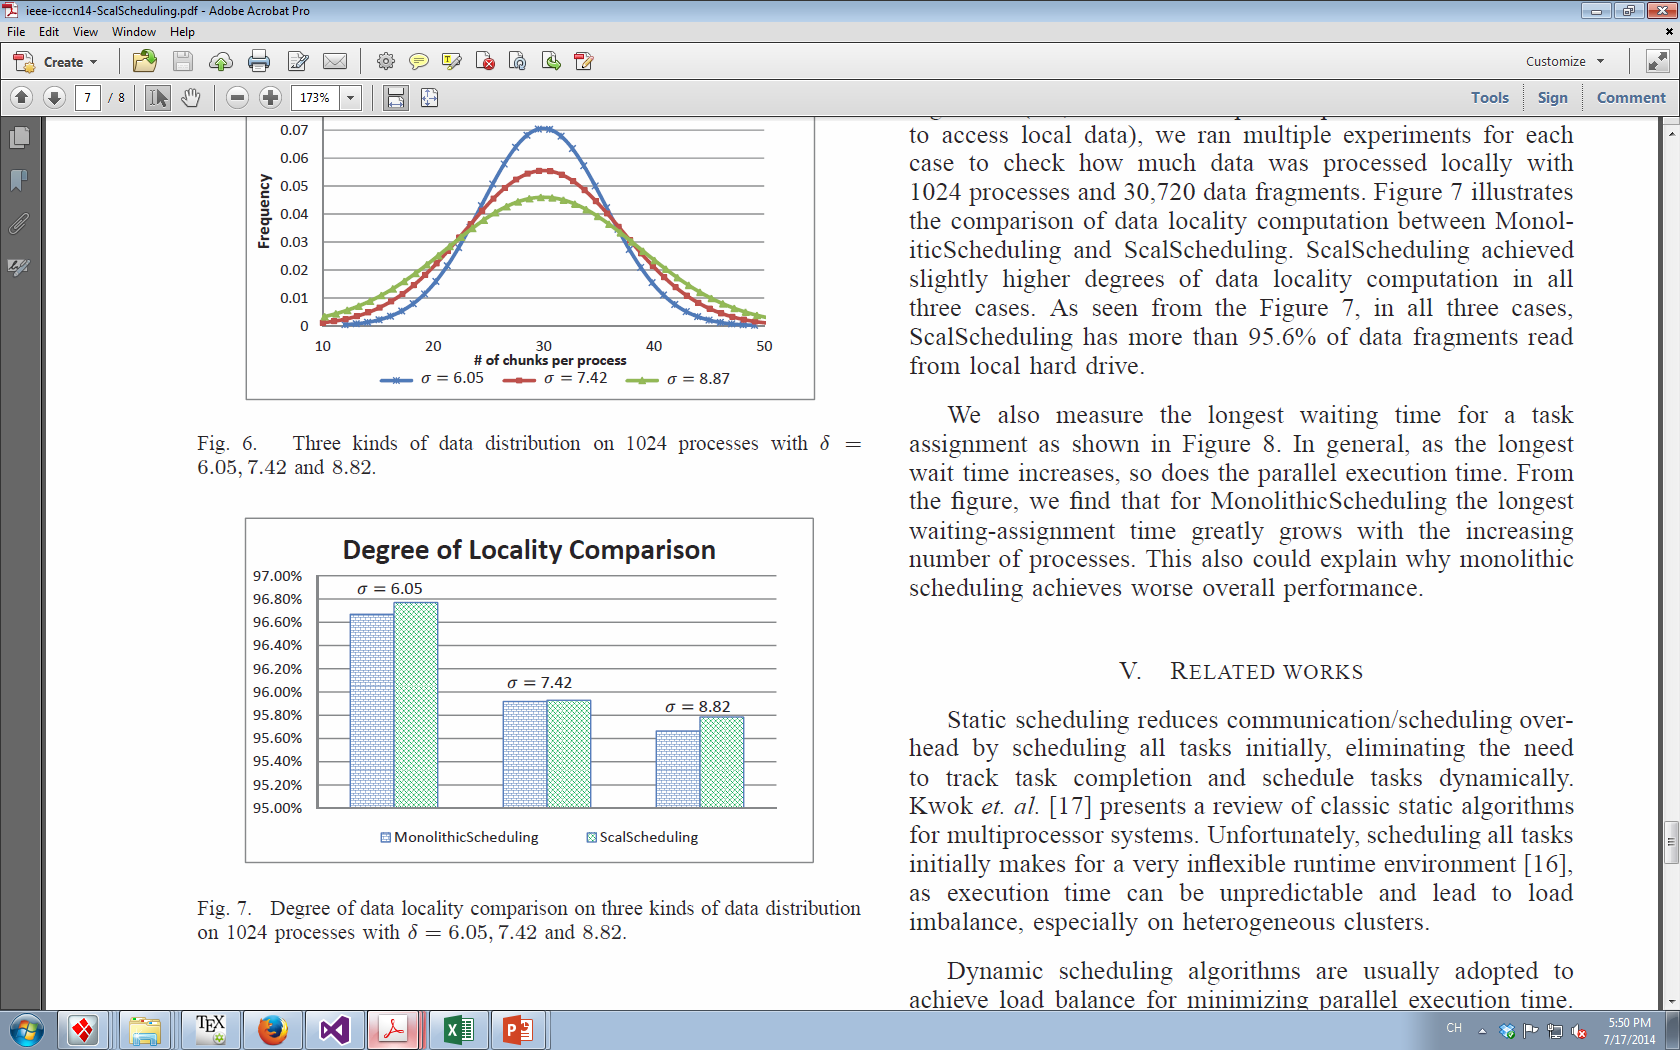 ieee-icccn14-ScalScheduling.pdf - Adobe Acrobat Pro
File Edit View Window Help
Create
Customize
7 / 8
173%
Tools Sign Comment
0.07
0.06
0.05
0.04
0.03
0.02
0.01
0
Frequency
10 20 30 40 50
# of chunks per process
σ = 6.05 σ = 7.42 σ = 8.87
Fig. 6. Three kinds of data distribution on 1024 processes with δ =
6.05, 7.42 and 8.82.
Degree of Locality Comparison
97.00%
96.80%
96.60%
96.40%
96.20%
96.00%
95.80%
95.60%
95.40%
95.20%
95.00%
σ = 6.05
σ = 7.42
σ = 8.82
MonolithicScheduling ScalScheduling
Fig. 7. Degree of data locality comparison on three kinds of data distribution
on 1024 processes with δ = 6.05, 7.42 and 8.82.
to access local data), we ran multiple experiments for each
case to check how much data was processed locally with
1024 processes and 30,720 data fragments. Figure 7 illustrates
the comparison of data locality computation between Monol-
iticScheduling and ScalScheduling. ScalScheduling achieved
slightly higher degrees of data locality computation in all
three cases. As seen from the Figure 7, in all three cases,
ScalScheduling has more than 95.6% of data fragments read
from local hard drive.
We also measure the longest waiting time for a task
assignment as shown in Figure 8. In general, as the longest
wait time increases, so does the parallel execution time. From
the figure, we find that for MonolithicScheduling the longest
waiting-assignment time greatly grows with the increasing
number of processes. This also could explain why monolithic
scheduling achieves worse overall performance.
V. RELATED WORKS
Static scheduling reduces communication/scheduling over-
head by scheduling all tasks initially, eliminating the need
to track task completion and schedule tasks dynamically.
Kwok et. al. [17] presents a review of classic static algorithms
for multiprocessor systems. Unfortunately, scheduling all tasks
initially makes for a very inflexible runtime environment [16],
as execution time can be unpredictable and lead to load
imbalance, especially on heterogeneous clusters.
Dynamic scheduling algorithms are usually adopted to
achieve load balance for minimizing parallel execution time.
TEX
CH
5:50 PM
7/17/2014